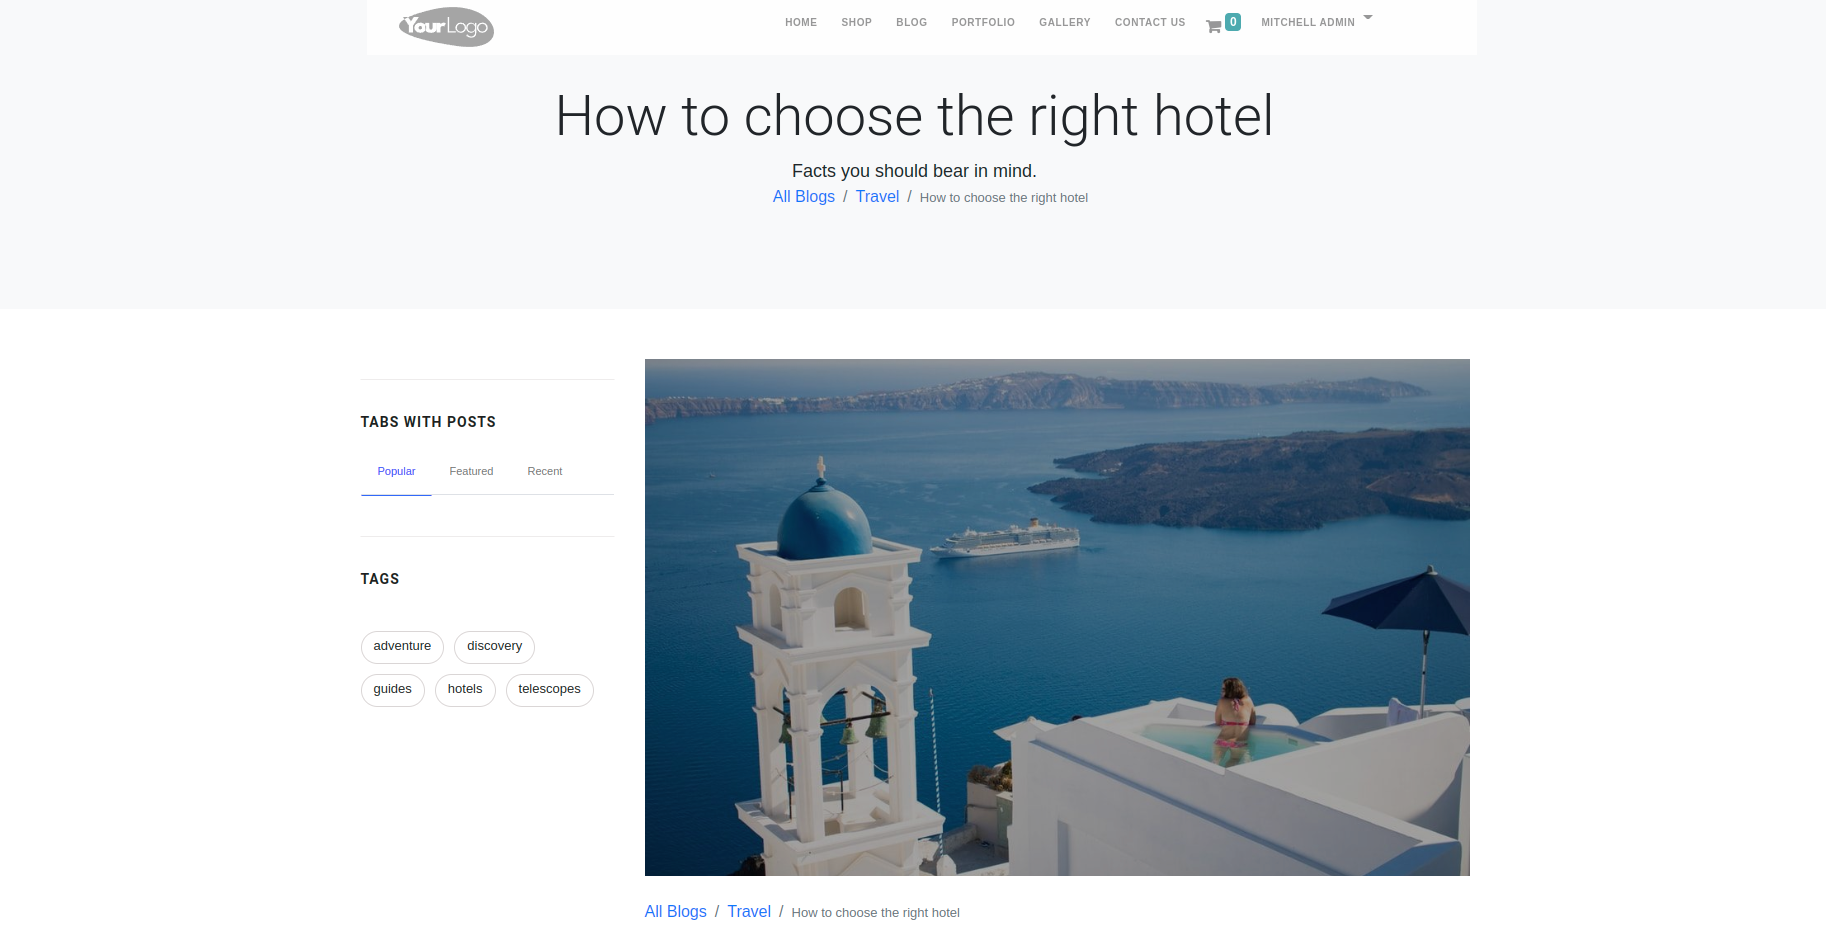 YourLogo
HOME SHOP BLOG PORTFOLIO GALLERY CONTACT US 0 MITCHELL ADMIN
How to choose the right hotel
Facts you should bear in mind.
All Blogs / Travel / How to choose the right hotel
TABS WITH POSTS
Popular Featured Recent
TAGS
adventure discovery
guides hotels telescopes
All Blogs / Travel / How to choose the right hotel